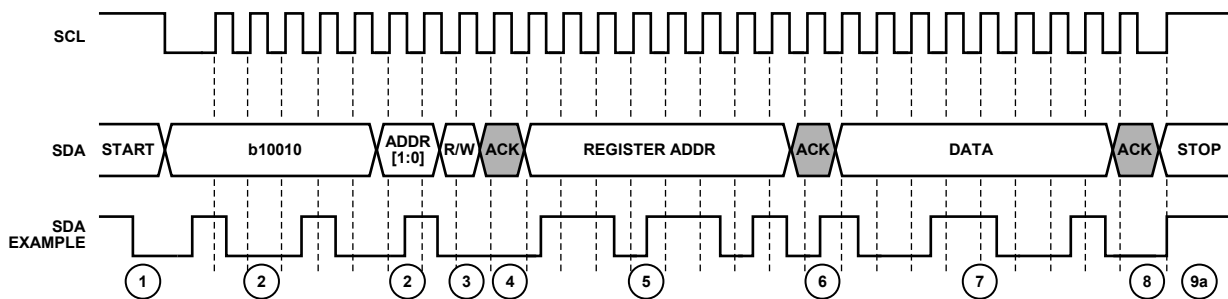 SCL
SDA
START
b10010
ADDR
[1:0]
R/W
ACK
REGISTER ADDR
ACK
DATA
ACK
STOP
SDA
EXAMPLE
1
2
2
3
4
5
6
7
8
9a